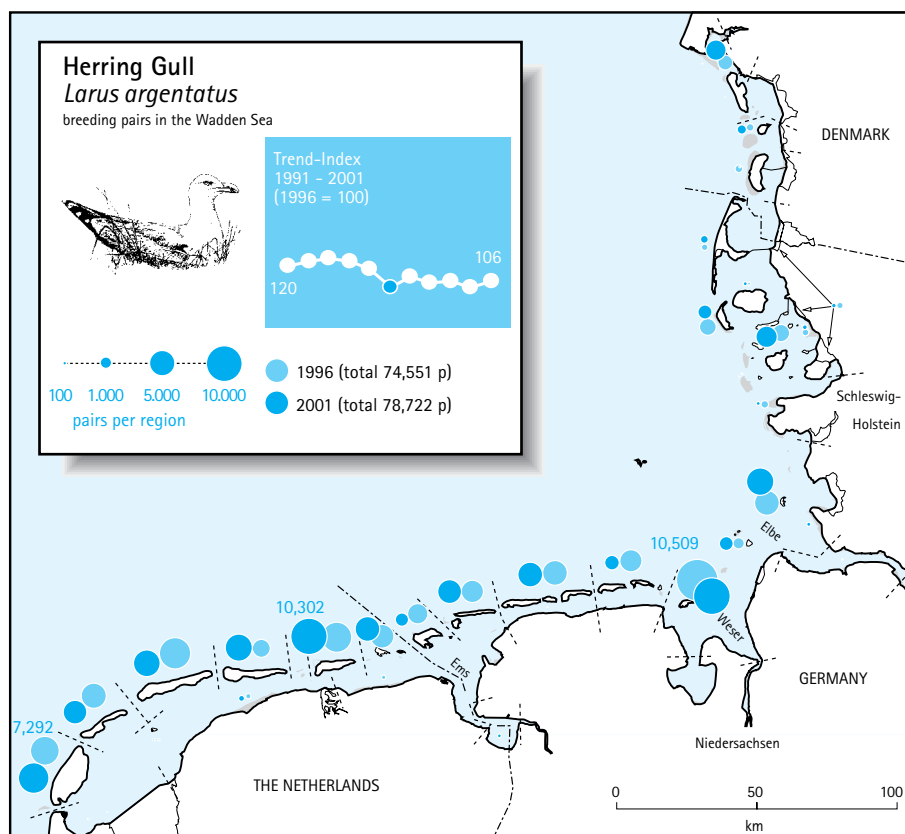 Herring Gull
Larus argentatus
breeding pairs in the Wadden Sea
Trend-Index
1991 - 2001
(1996 = 100)
120
106
100
1.000
5.000
10.000
pairs per region
1996 (total 74,551 p)
2001 (total 78,722 p)
DENMARK
Schleswig-
Holstein
Elbe
10,509
Weser
10,302
Ems
GERMANY
7,292
Niedersachsen
THE NETHERLANDS
0
50
100
km